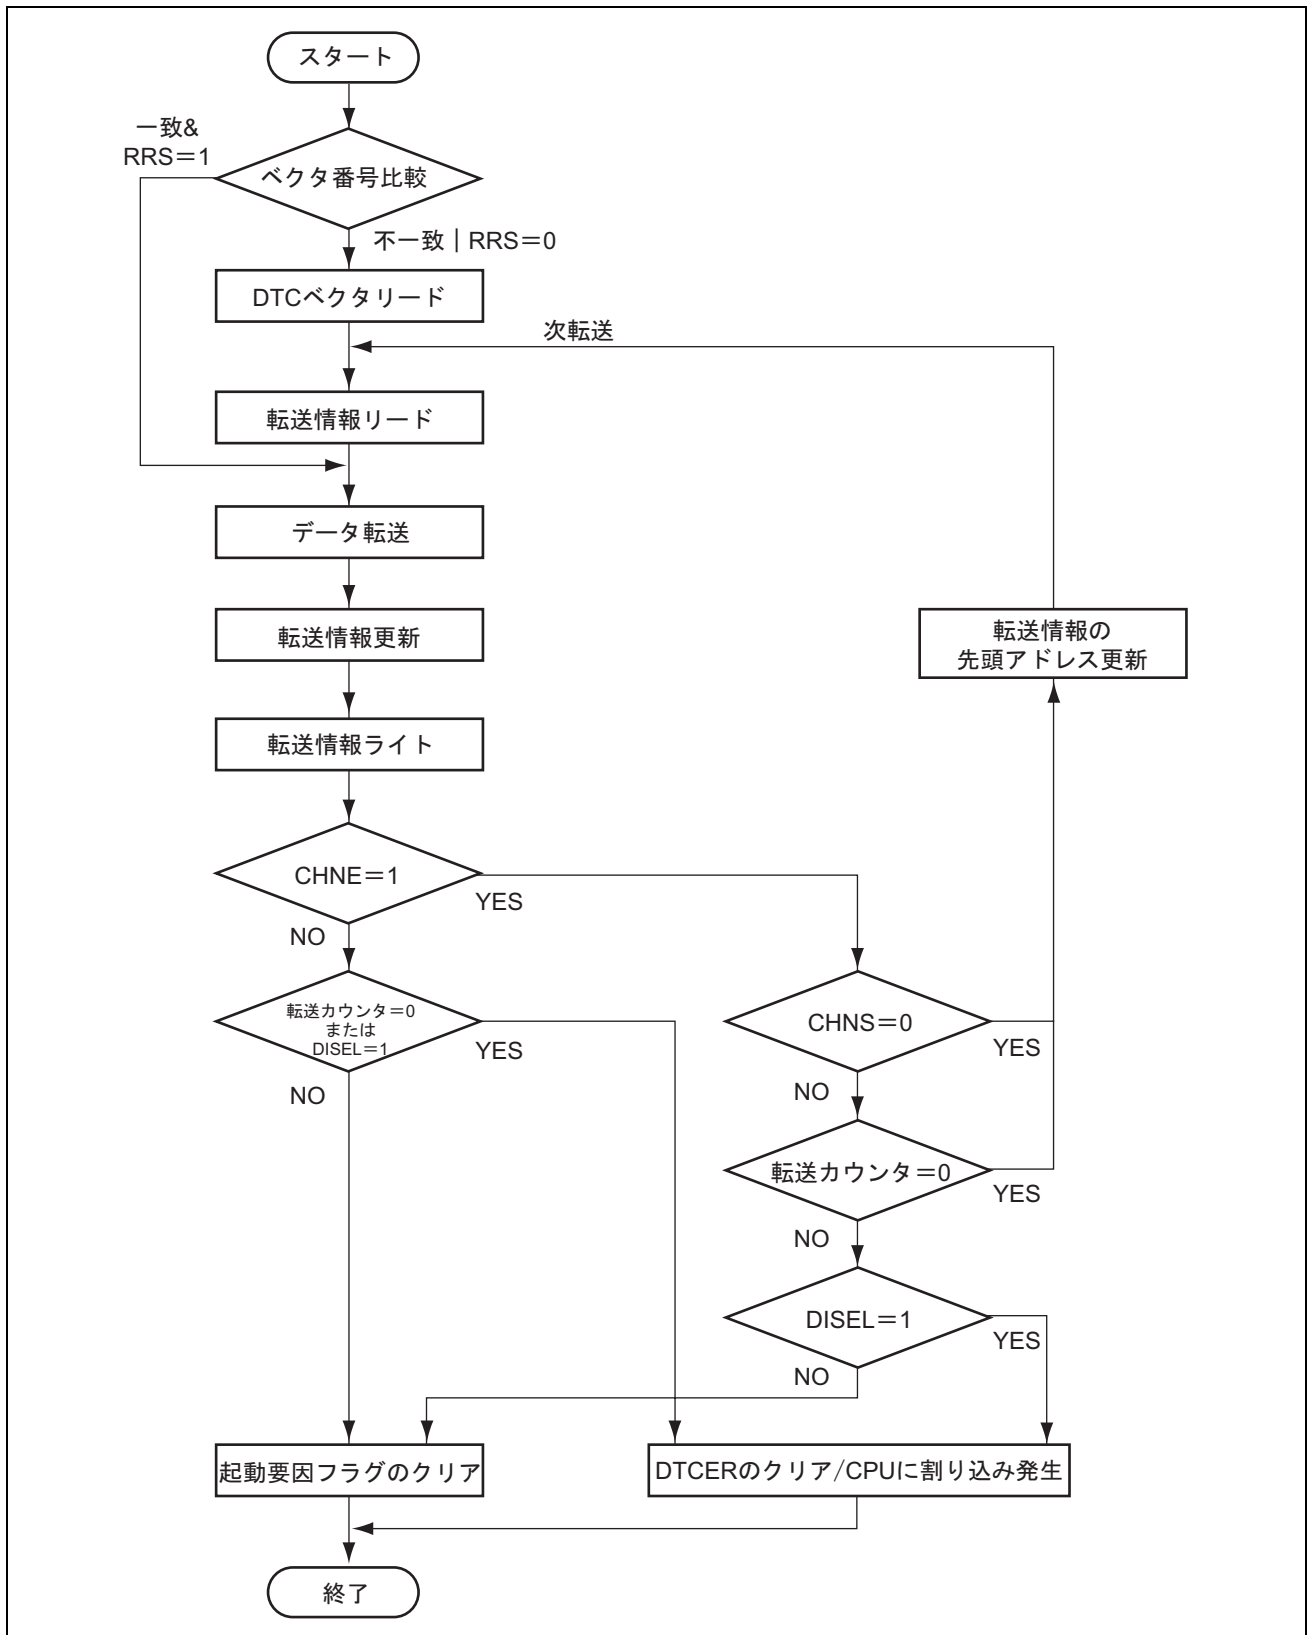 スタート
一致&
RRS＝1
ベクタ番号比較
不一致｜RRS＝0
DTCベクタリード
次転送
転送情報リード
データ転送
転送情報更新
転送情報の
先頭アドレス更新
転送情報ライト
CHNE＝1
YES
NO
転送カウンタ＝0
または
DISEL＝1
YES
NO
CHNS＝0
YES
NO
転送カウンタ＝0
YES
NO
DISEL＝1
YES
NO
起動要因フラグのクリア
DTCERのクリア/CPUに割り込み発生
終了